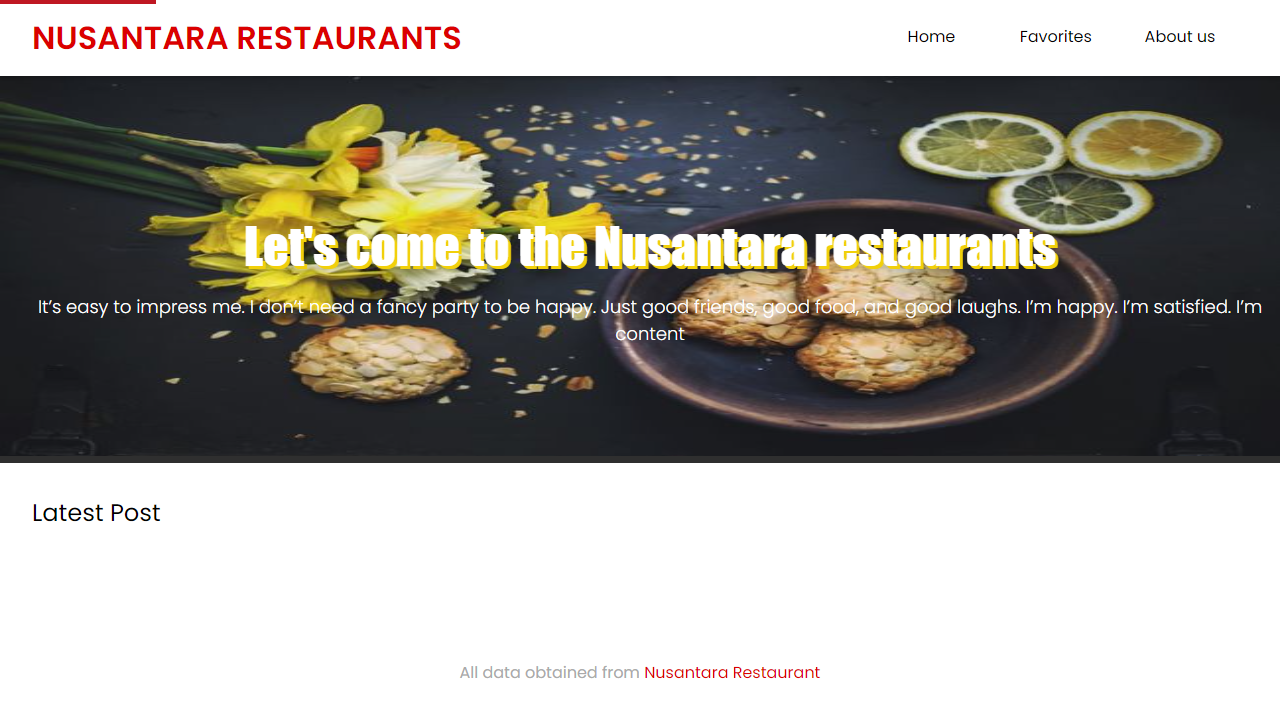 NUSANTARA RESTAURANTS
Home
Favorites
About us
Let's come to the Nusantara restaurants
It’s easy to impress me. I don’t need a fancy party to be happy. Just good friends, good food, and good laughs. I’m happy. I’m satisfied. I’m
content
Latest Post
All data obtained from Nusantara Restaurant